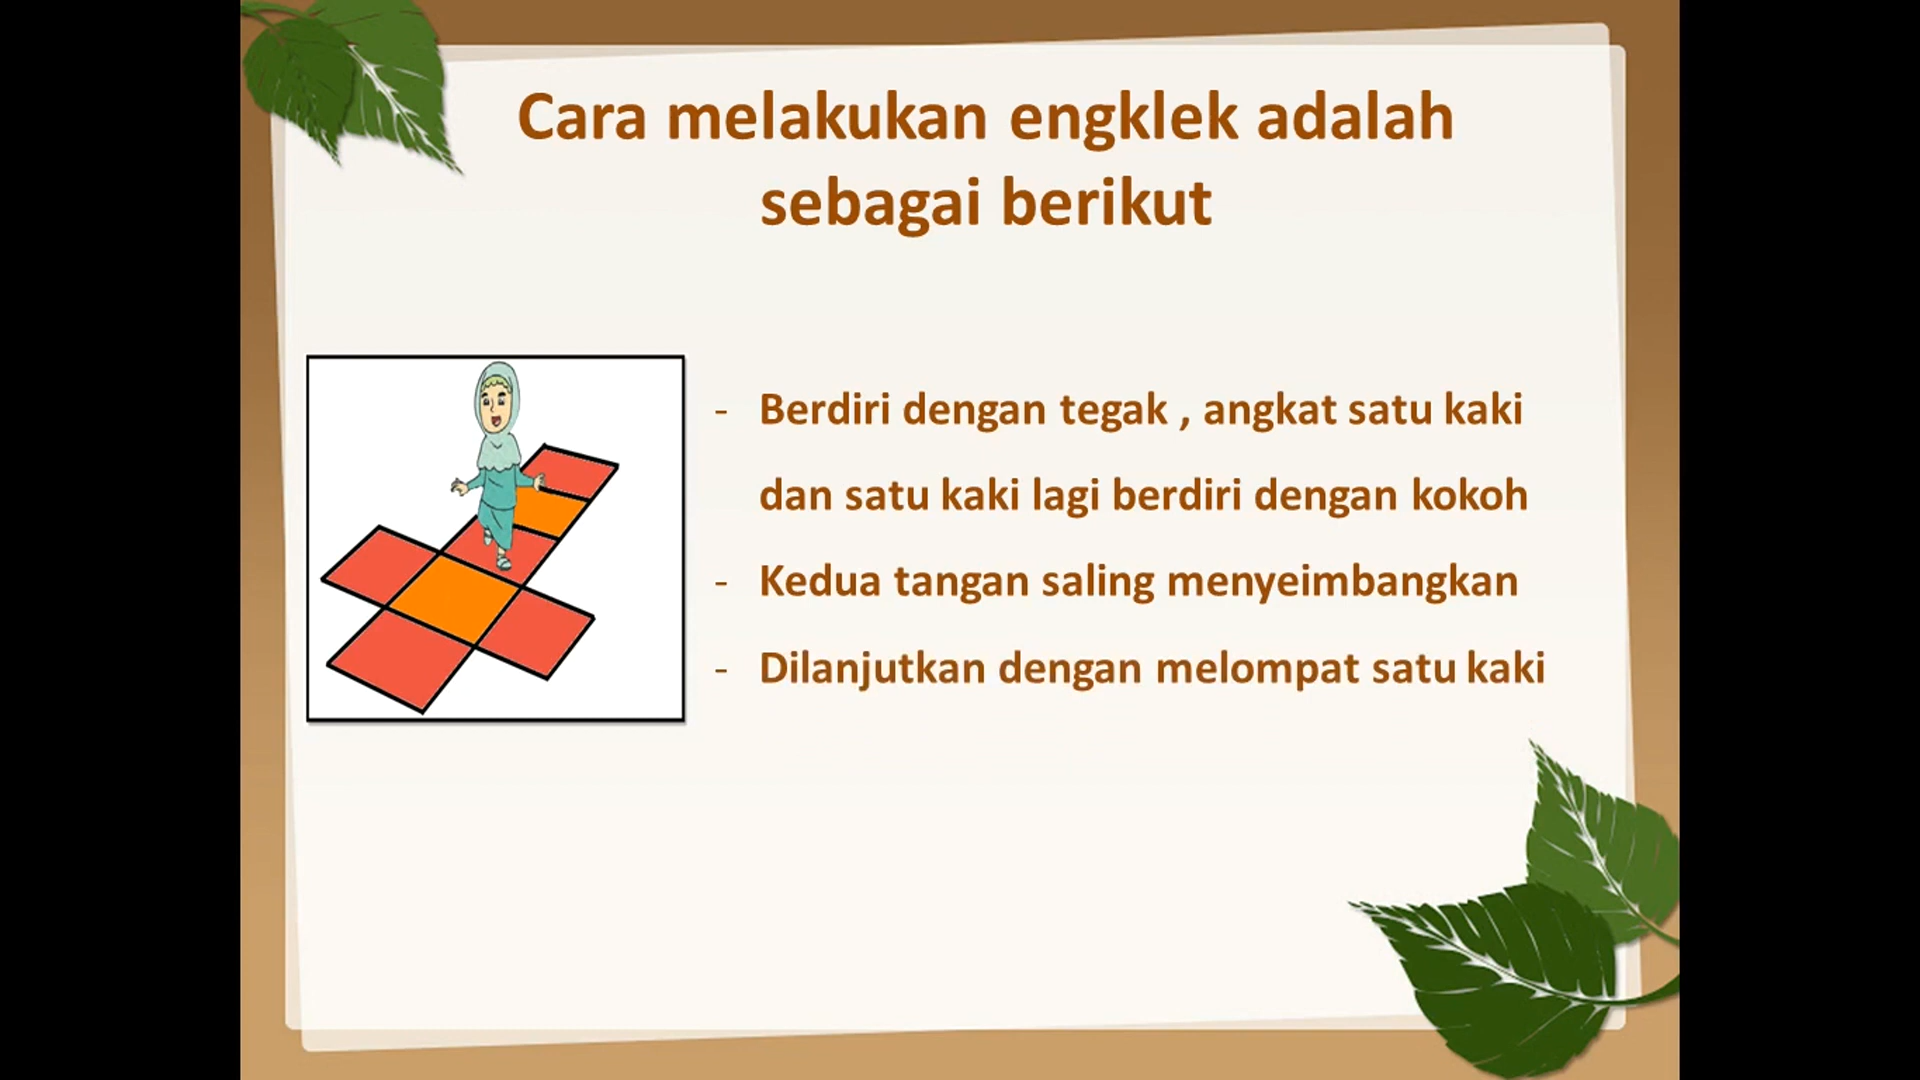 Cara melakukan engklek adalah
sebagai berikut
- Berdiri dengan tegak , angkat satu kaki
dan satu kaki lagi berdiri dengan kokoh
- Kedua tangan saling menyeimbangkan
- Dilanjutkan dengan melompat satu kaki